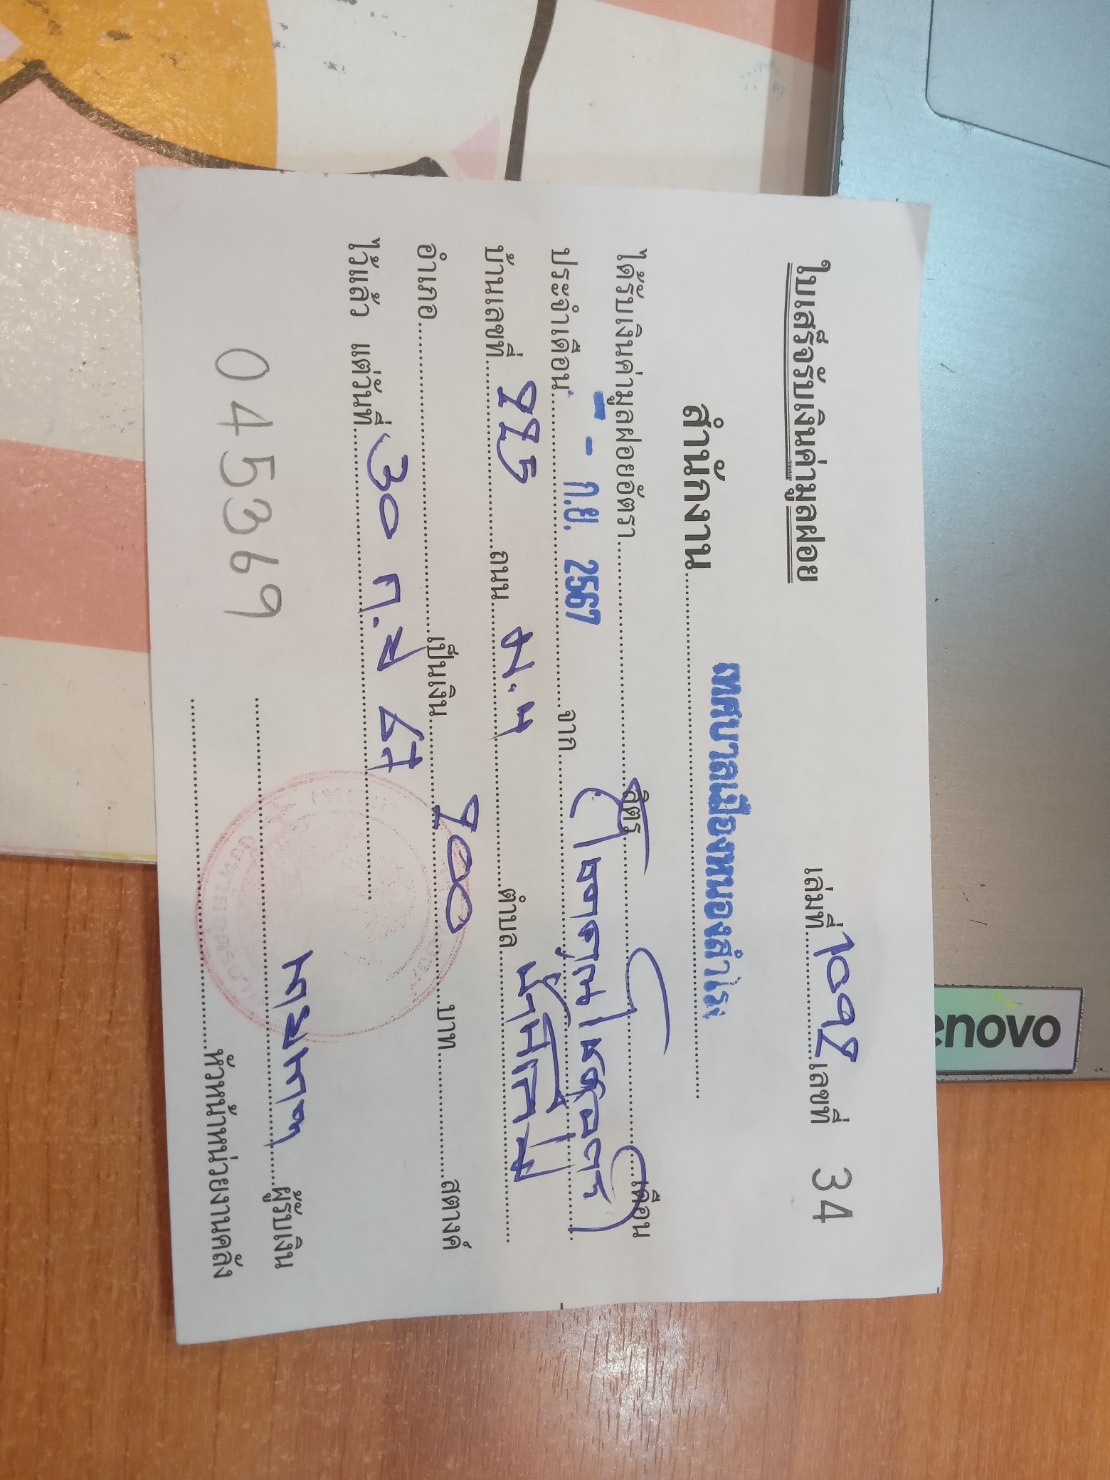 ใบเสร็จรับเงินค่ามูลฝอย
เล่มที่ 1092 เลขที่ 34
สำนักงาน เทศบาลเมืองหนองสำโรง
ได้รับเงินค่ามูลฝอยอัตรา ลิตร เดือน
ประจำเดือน - - ก.ย. 2567 จาก
บ้านเลขที่ 225 ถนน ม.4 ตำบล
อำเภอ เป็นเงิน 200 บาท สตางค์
ไว้แล้ว แต่วันที่ 30 ก.ย 67
ผู้รับเงิน
045369
หัวหน้าหน่วยงานคลัง
enovo